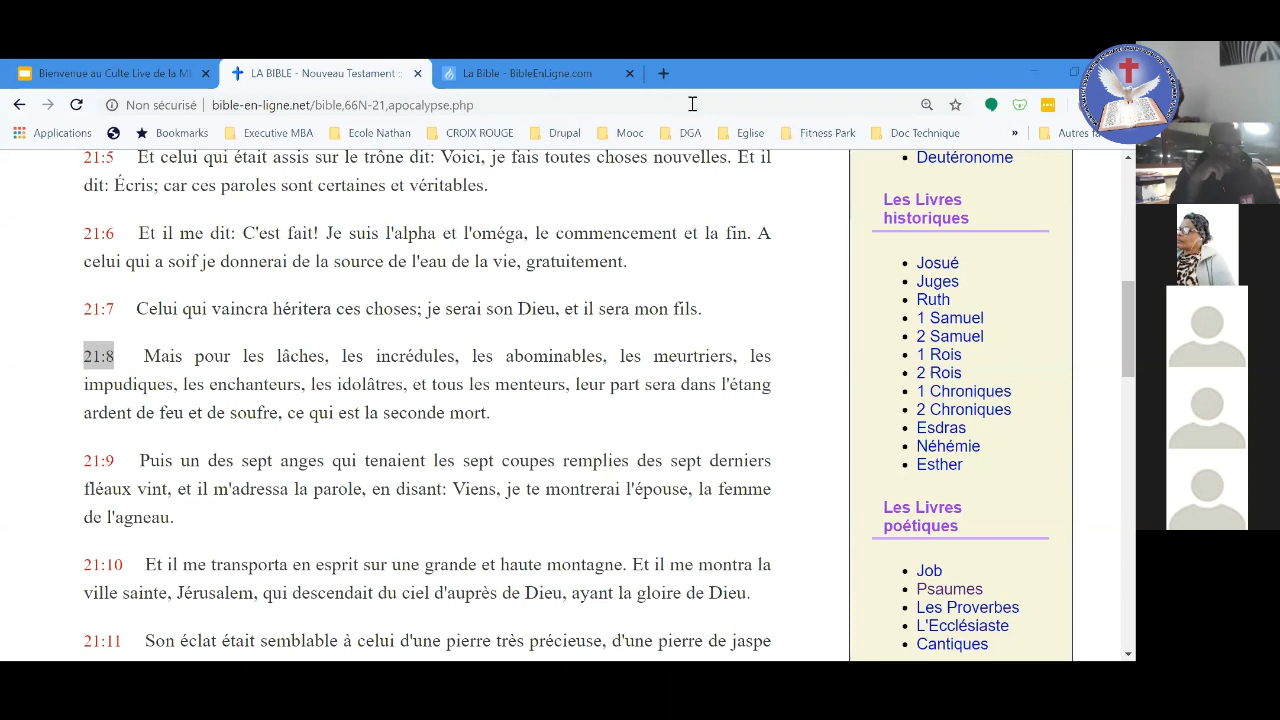 Bienvenue au Culte Live de la MI
LA BIBLE - Nouveau Testament ::
La Bible - BibleEnLigne.com
Non sécurisé
bible-en-ligne.net/bible,66N-21,apocalypse.php
Applications
Bookmarks
Executive MBA
Ecole Nathan
CROIX ROUGE
Drupal
Mooc
DGA
Eglise
Fitness Park
Doc Technique
»
Autres fa
21:5 Et celui qui était assis sur le trône dit: Voici, je fais toutes choses nouvelles. Et il
dit: Écris; car ces paroles sont certaines et véritables.
21:6 Et il me dit: C'est fait! Je suis l'alpha et l'oméga, le commencement et la fin. A
celui qui a soif je donnerai de la source de l'eau de la vie, gratuitement.
21:7 Celui qui vaincra héritera ces choses; je serai son Dieu, et il sera mon fils.
21:8 Mais pour les lâches, les incrédules, les abominables, les meurtriers, les
impudiques, les enchanteurs, les idolâtres, et tous les menteurs, leur part sera dans l'étang
ardent de feu et de soufre, ce qui est la seconde mort.
21:9 Puis un des sept anges qui tenaient les sept coupes remplies des sept derniers
fléaux vint, et il m'adressa la parole, en disant: Viens, je te montrerai l'épouse, la femme
de l'agneau.
21:10 Et il me transporta en esprit sur une grande et haute montagne. Et il me montra la
ville sainte, Jérusalem, qui descendait du ciel d'auprès de Dieu, ayant la gloire de Dieu.
21:11 Son éclat était semblable à celui d'une pierre très précieuse, d'une pierre de jaspe
Deutéronome
Les Livres
historiques
Josué
Juges
Ruth
1 Samuel
2 Samuel
1 Rois
2 Rois
1 Chroniques
2 Chroniques
Esdras
Néhémie
Esther
Les Livres
poétiques
Job
Psaumes
Les Proverbes
L'Ecclésiaste
Cantiques